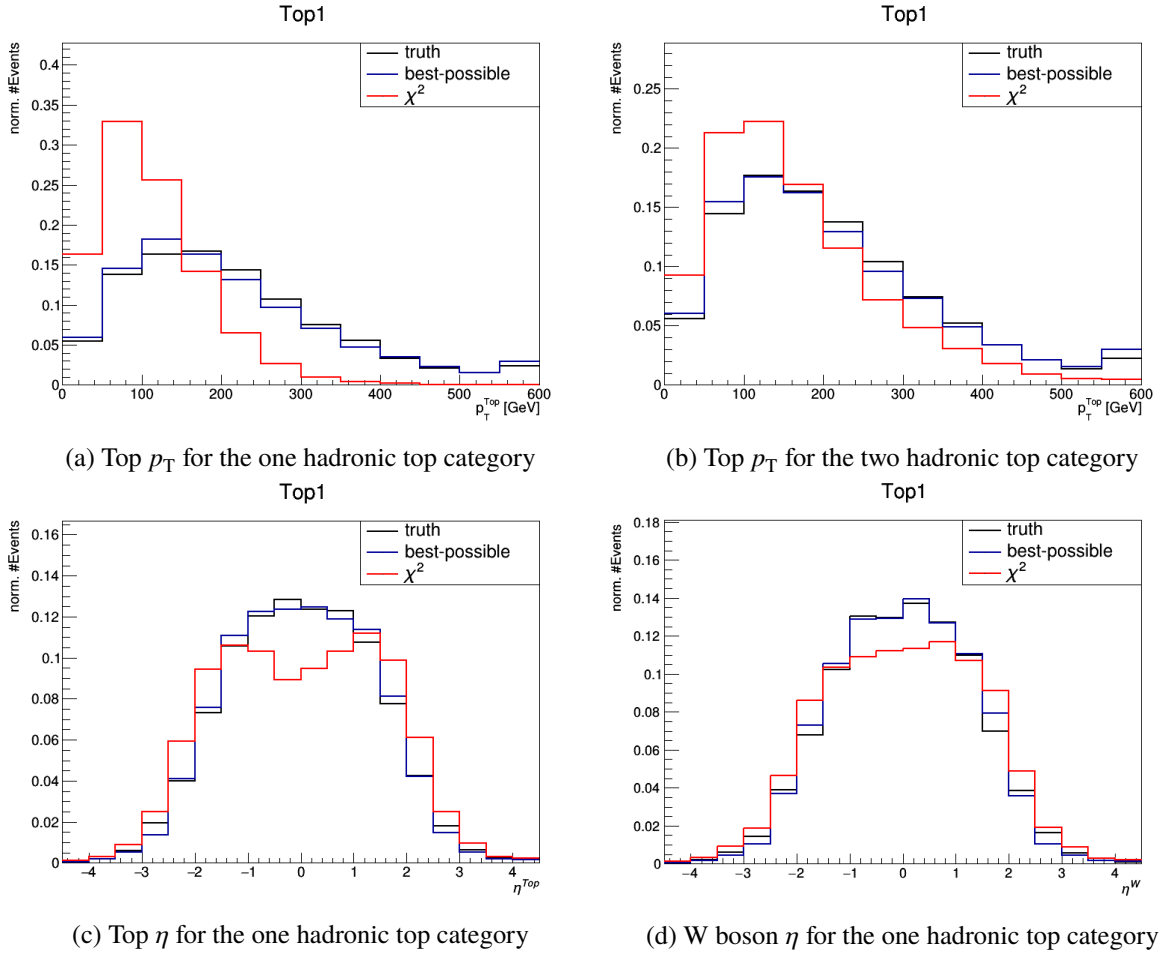 Top1
norm. #Events
truth
best-possible
χ²
0.4
0.35
0.3
0.25
0.2
0.15
0.1
0.05
0
0 100 200 300 400 500 600
p_T^Top [GeV]
(a) Top p_T for the one hadronic top category
Top1
norm. #Events
truth
best-possible
χ²
0.25
0.2
0.15
0.1
0.05
0
0 100 200 300 400 500 600
p_T^Top [GeV]
(b) Top p_T for the two hadronic top category
Top1
norm. #Events
truth
best-possible
χ²
0.16
0.14
0.12
0.1
0.08
0.06
0.04
0.02
0
−4 −3 −2 −1 0 1 2 3 4
η^Top
(c) Top η for the one hadronic top category
Top1
norm. #Events
truth
best-possible
χ²
0.18
0.16
0.14
0.12
0.1
0.08
0.06
0.04
0.02
0
−4 −3 −2 −1 0 1 2 3 4
η^W
(d) W boson η for the one hadronic top category